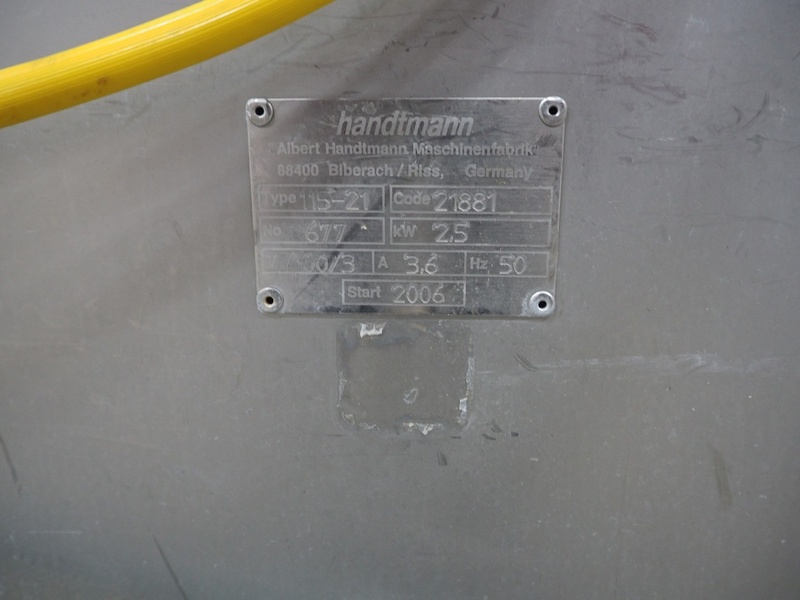 handtmann
Albert Handtmann Maschinenfabrik
88400 Biberach / Riss, Germany
Type 115-21 Code 21881
No 677 kW 2.5
V A 3.6 Hz 50
Start 2006